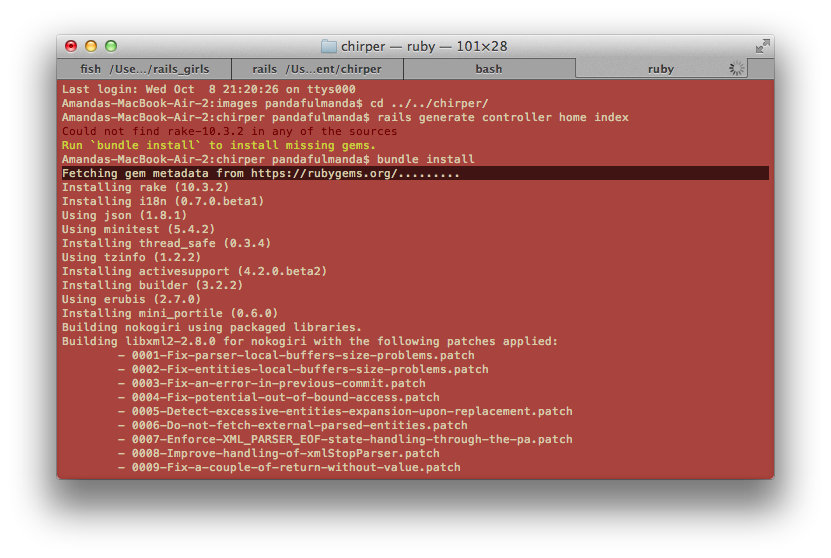 chirper — ruby — 101×28
fish /Use.../rails_girls
rails /Us...ent/chirper
bash
ruby
Last login: Wed Oct  8 21:20:26 on ttys000
Amandas-MacBook-Air-2:images pandafulmanda$ cd ../../chirper/
Amandas-MacBook-Air-2:chirper pandafulmanda$ rails generate controller home index
Could not find rake-10.3.2 in any of the sources
Run `bundle install` to install missing gems.
Amandas-MacBook-Air-2:chirper pandafulmanda$ bundle install
Fetching gem metadata from https://rubygems.org/.........
Installing rake (10.3.2)
Installing i18n (0.7.0.beta1)
Using json (1.8.1)
Using minitest (5.4.2)
Installing thread_safe (0.3.4)
Using tzinfo (1.2.2)
Installing activesupport (4.2.0.beta2)
Installing builder (3.2.2)
Using erubis (2.7.0)
Installing mini_portile (0.6.0)
Building nokogiri using packaged libraries.
Building libxml2-2.8.0 for nokogiri with the following patches applied:
        - 0001-Fix-parser-local-buffers-size-problems.patch
        - 0002-Fix-entities-local-buffers-size-problems.patch
        - 0003-Fix-an-error-in-previous-commit.patch
        - 0004-Fix-potential-out-of-bound-access.patch
        - 0005-Detect-excessive-entities-expansion-upon-replacement.patch
        - 0006-Do-not-fetch-external-parsed-entities.patch
        - 0007-Enforce-XML_PARSER_EOF-state-handling-through-the-pa.patch
        - 0008-Improve-handling-of-xmlStopParser.patch
        - 0009-Fix-a-couple-of-return-without-value.patch